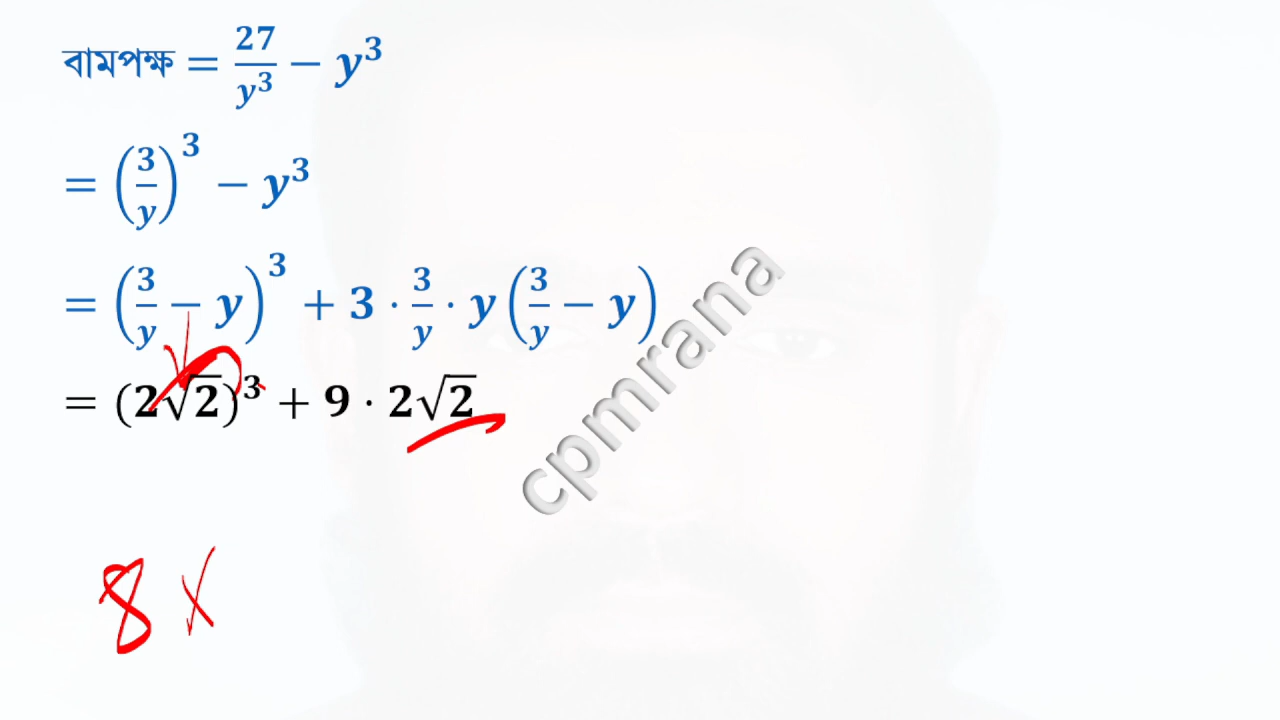 বামপক্ষ = 27/y³ − y³
= (3/y)³ − y³
= (3/y − y)³ + 3 · 3/y · y (3/y − y)
= (2√2)³ + 9 · 2√2
8 ×
cpmrana